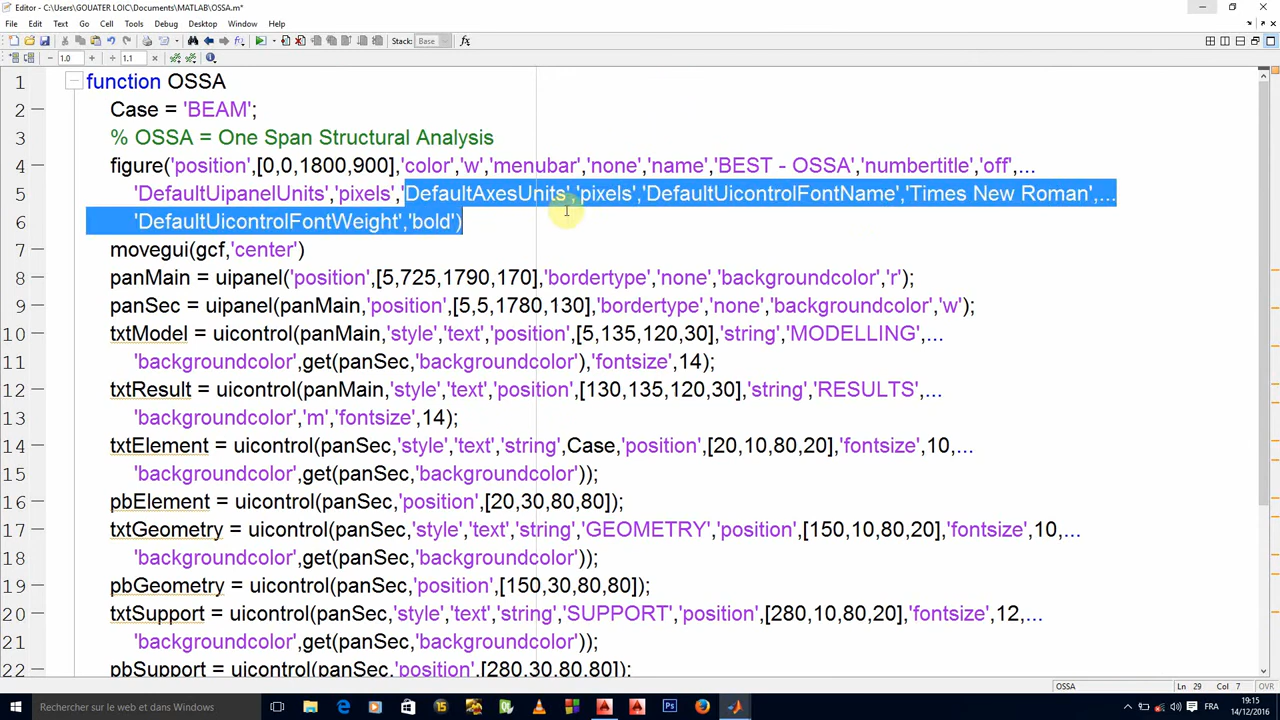 Editor - C:\Users\GOUATER LOIC\Documents\MATLAB\OSSA.m*
File Edit Text Go Cell Tools Debug Desktop Window Help
Stack: Base fx
1.0 1.1
1 function OSSA
2 Case = 'BEAM';
3 % OSSA = One Span Structural Analysis
4 figure('position',[0,0,1800,900],'color','w','menubar','none','name','BEST - OSSA','numbertitle','off',...
5 'DefaultUipanelUnits','pixels','DefaultAxesUnits','pixels','DefaultUicontrolFontName','Times New Roman',...
6 'DefaultUicontrolFontWeight','bold')
7 movegui(gcf,'center')
8 panMain = uipanel('position',[5,725,1790,170],'bordertype','none','backgroundcolor','r');
9 panSec = uipanel(panMain,'position',[5,5,1780,130],'bordertype','none','backgroundcolor','w');
10 txtModel = uicontrol(panMain,'style','text','position',[5,135,120,30],'string','MODELLING',...
11 'backgroundcolor',get(panSec,'backgroundcolor'),'fontsize',14);
12 txtResult = uicontrol(panMain,'style','text','position',[130,135,120,30],'string','RESULTS',...
13 'backgroundcolor','m','fontsize',14);
14 txtElement = uicontrol(panSec,'style','text','string',Case,'position',[20,10,80,20],'fontsize',10,...
15 'backgroundcolor',get(panSec,'backgroundcolor'));
16 pbElement = uicontrol(panSec,'position',[20,30,80,80]);
17 txtGeometry = uicontrol(panSec,'style','text','string','GEOMETRY','position',[150,10,80,20],'fontsize',10,...
18 'backgroundcolor',get(panSec,'backgroundcolor'));
19 pbGeometry = uicontrol(panSec,'position',[150,30,80,80]);
20 txtSupport = uicontrol(panSec,'style','text','string','SUPPORT','position',[280,10,80,20],'fontsize',12,...
21 'backgroundcolor',get(panSec,'backgroundcolor'));
22 pbSupport = uicontrol(panSec,'position',[280,30,80,80]);
OSSA Ln 29 Col 7 OVR
Rechercher sur le web et dans Windows
FRA
19:15
14/12/2016